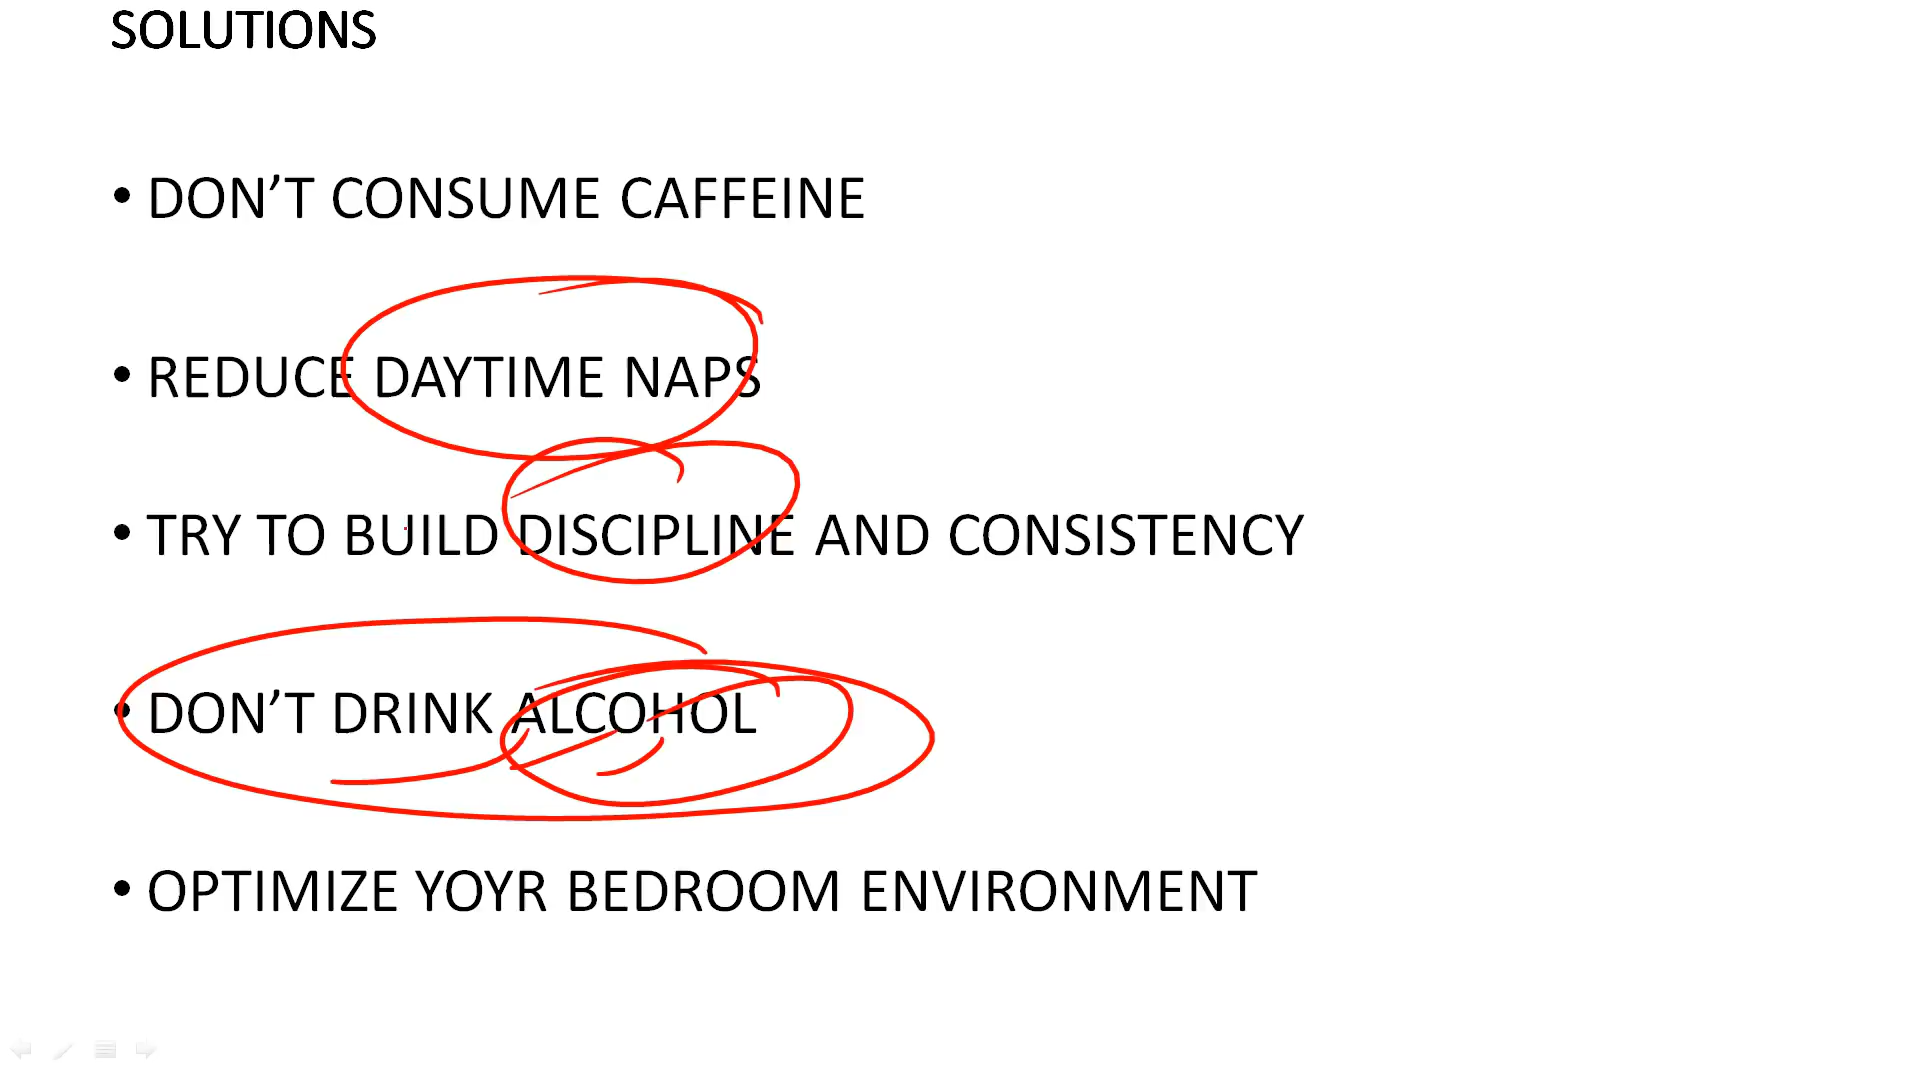 SOLUTIONS
• DON’T CONSUME CAFFEINE
• REDUCE DAYTIME NAPS
• TRY TO BUILD DISCIPLINE AND CONSISTENCY
• DON’T DRINK ALCOHOL
• OPTIMIZE YOYR BEDROOM ENVIRONMENT